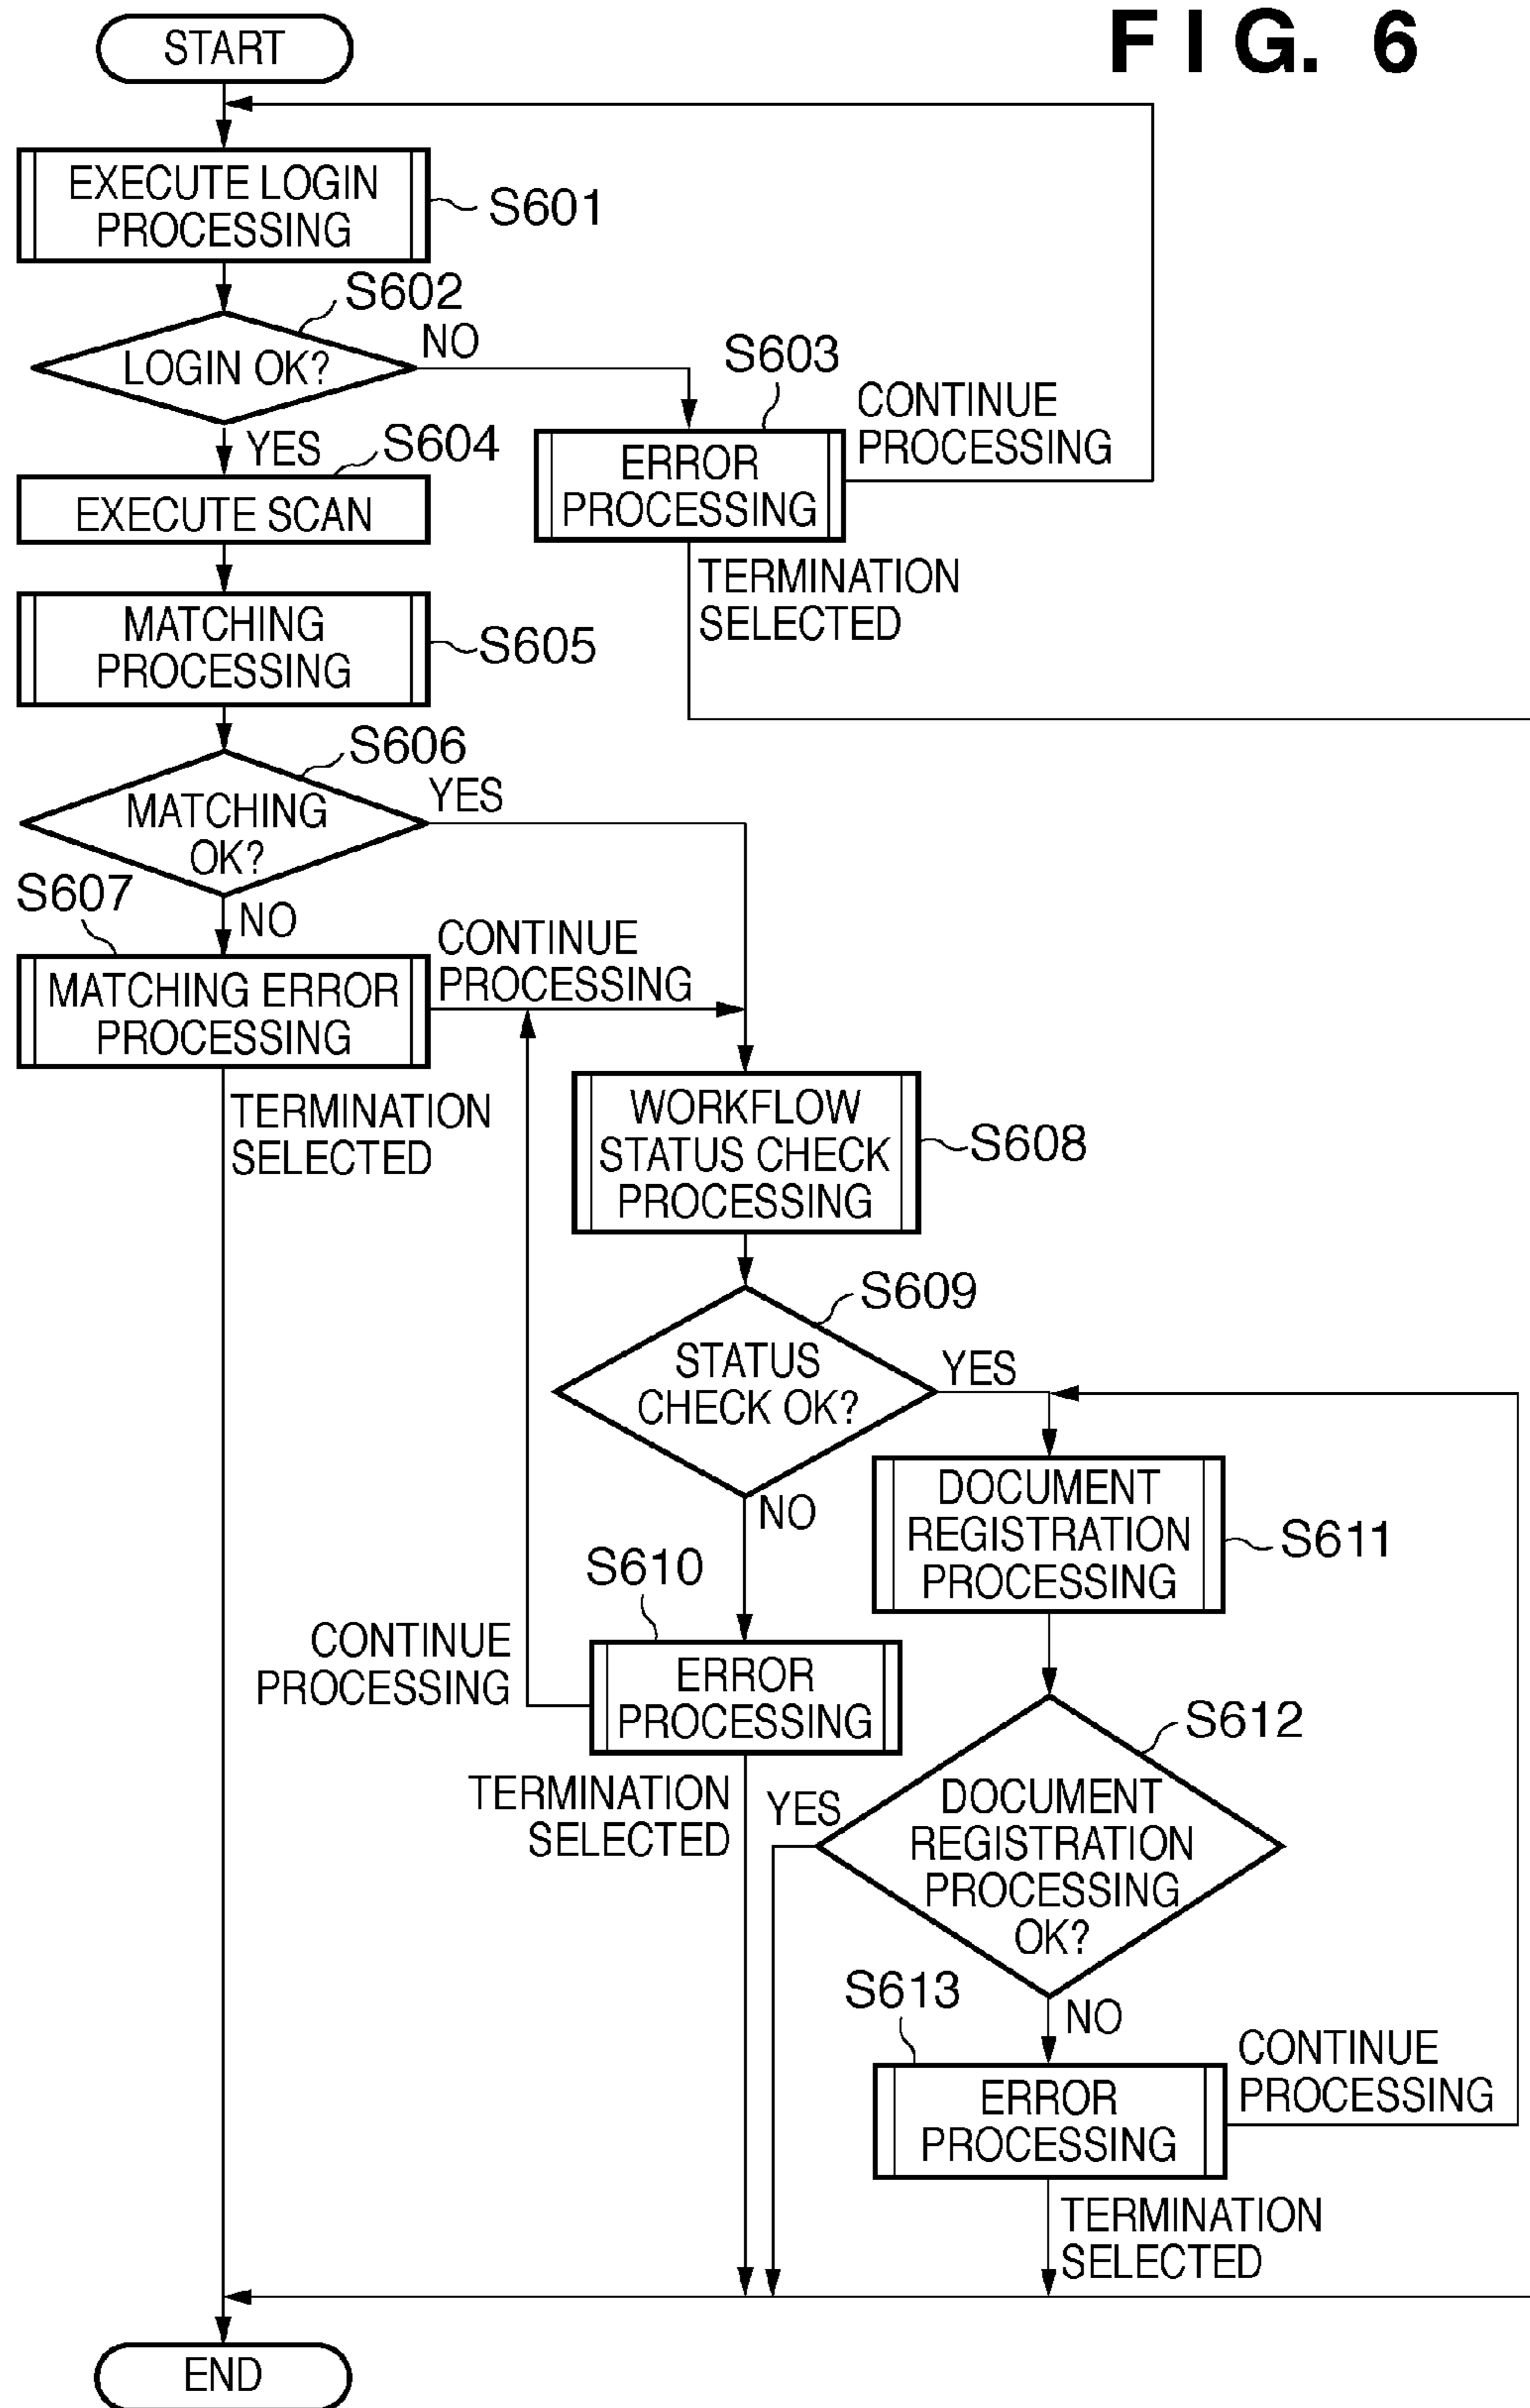 FIG. 6
START
EXECUTE LOGIN
PROCESSING
S601
S602
LOGIN OK?
NO
YES
S603
ERROR
PROCESSING
CONTINUE
PROCESSING
TERMINATION
SELECTED
S604
EXECUTE SCAN
MATCHING
PROCESSING
S605
S606
MATCHING
OK?
YES
NO
S607
MATCHING ERROR
PROCESSING
CONTINUE
PROCESSING
TERMINATION
SELECTED
WORKFLOW
STATUS CHECK
PROCESSING
S608
S609
STATUS
CHECK OK?
YES
NO
S610
ERROR
PROCESSING
CONTINUE
PROCESSING
TERMINATION
SELECTED
DOCUMENT
REGISTRATION
PROCESSING
S611
S612
DOCUMENT
REGISTRATION
PROCESSING
OK?
YES
NO
S613
ERROR
PROCESSING
CONTINUE
PROCESSING
TERMINATION
SELECTED
END